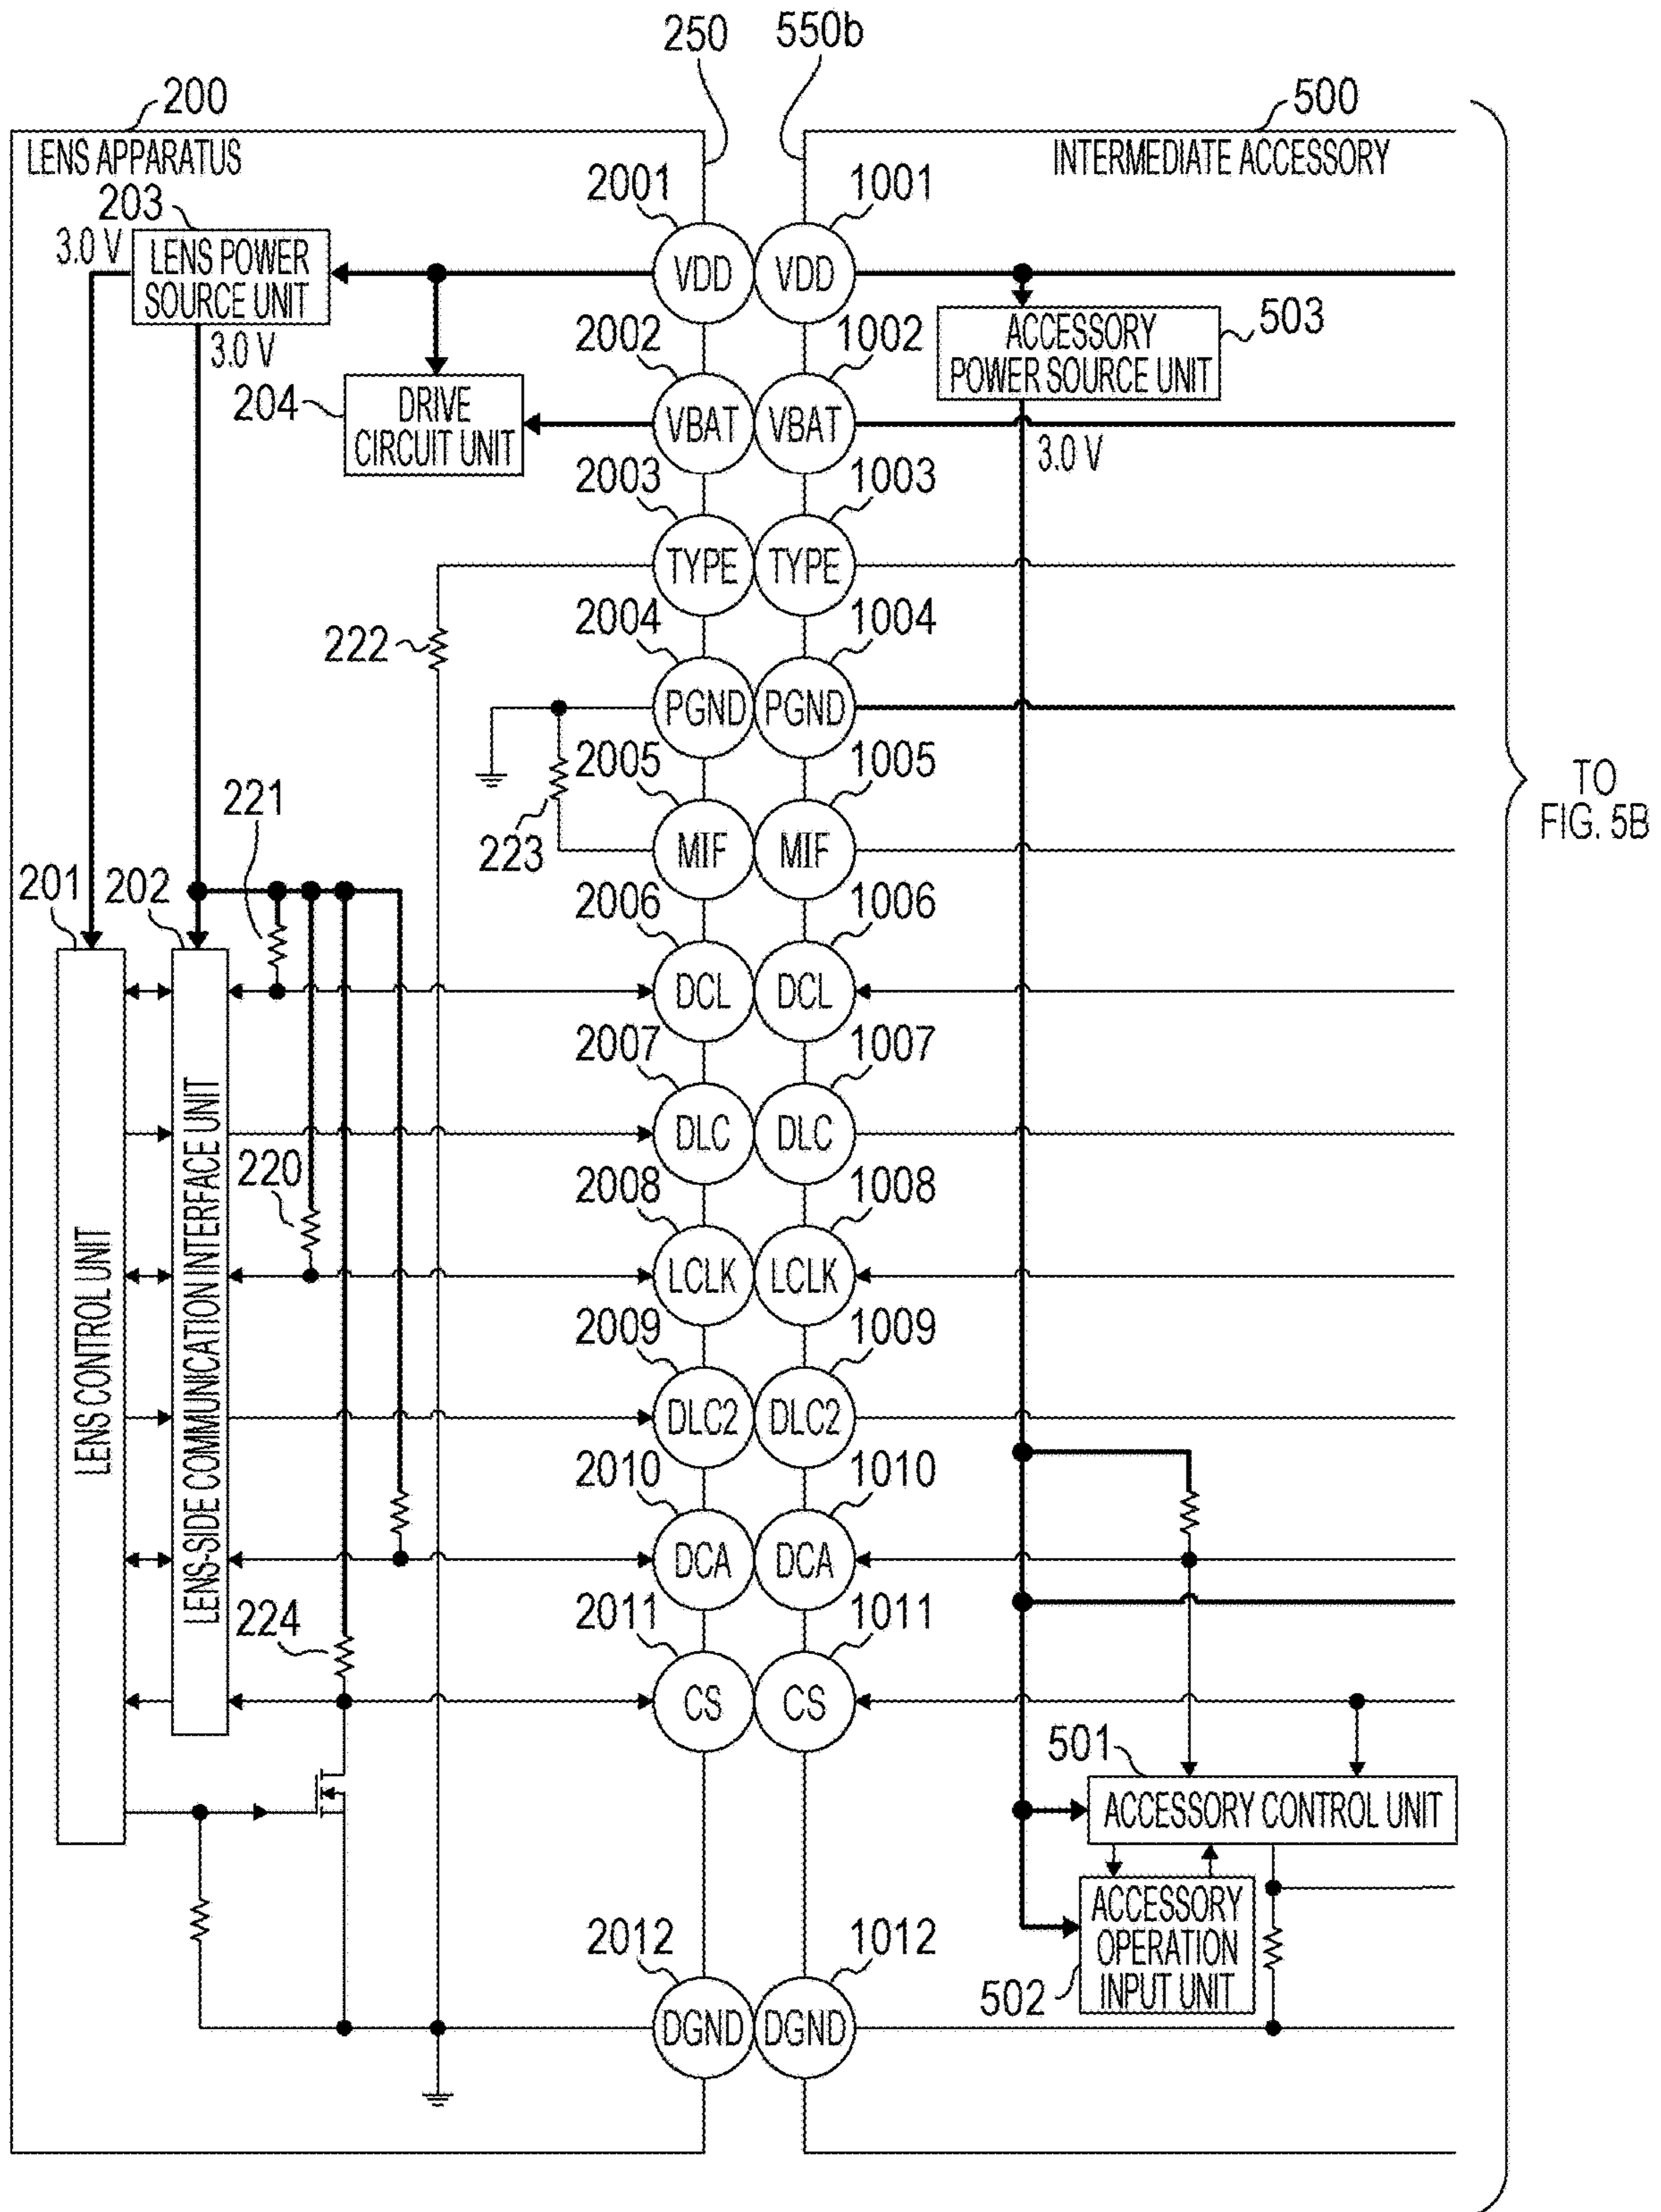 250
550b
200
500
LENS APPARATUS
INTERMEDIATE ACCESSORY
203
2001
1001
3.0 V
LENS POWER
SOURCE UNIT
VDD
VDD
3.0 V
2002
1002
ACCESSORY
POWER SOURCE UNIT
503
204
DRIVE
CIRCUIT UNIT
VBAT
VBAT
3.0 V
2003
1003
TYPE
TYPE
222
2004
1004
PGND
PGND
2005
1005
TO
FIG. 5B
221
223
MIF
MIF
201
202
2006
1006
DCL
DCL
2007
1007
DLC
DLC
220
2008
1008
LCLK
LCLK
LENS CONTROL UNIT
LENS-SIDE COMMUNICATION INTERFACE UNIT
2009
1009
DLC2
DLC2
2010
1010
DCA
DCA
224
2011
1011
CS
CS
501
ACCESSORY CONTROL UNIT
2012
1012
ACCESSORY
OPERATION
INPUT UNIT
502
DGND
DGND